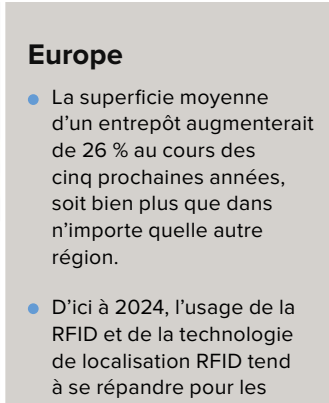 Europe
• La superficie moyenne
d’un entrepôt augmenterait
de 26 % au cours des
cinq prochaines années,
soit bien plus que dans
n’importe quelle autre
région.
• D’ici à 2024, l’usage de la
RFID et de la technologie
de localisation RFID tend
à se répandre pour les